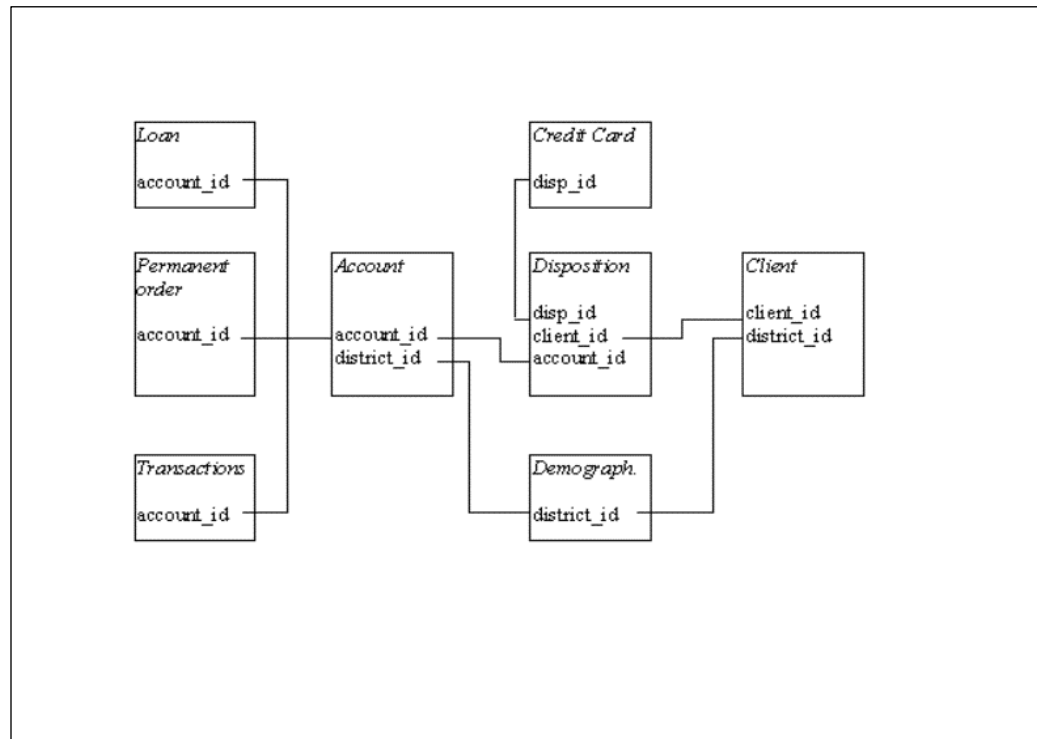 Loan
account_id
Credit Card
disp_id
Permanent
order
account_id
Account
account_id
district_id
Disposition
disp_id
client_id
account_id
Client
client_id
district_id
Transactions
account_id
Demograph.
district_id